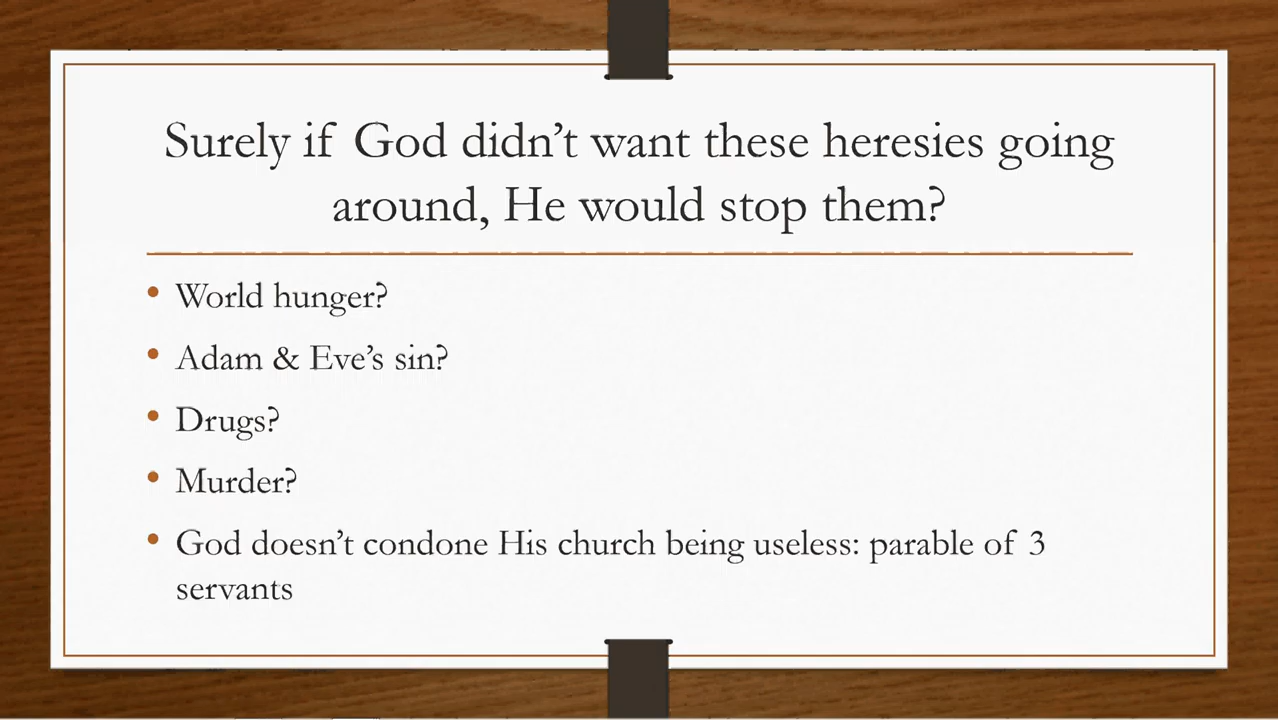 Surely if God didn’t want these heresies going
around, He would stop them?
• World hunger?
• Adam & Eve’s sin?
• Drugs?
• Murder?
• God doesn’t condone His church being useless: parable of 3
servants